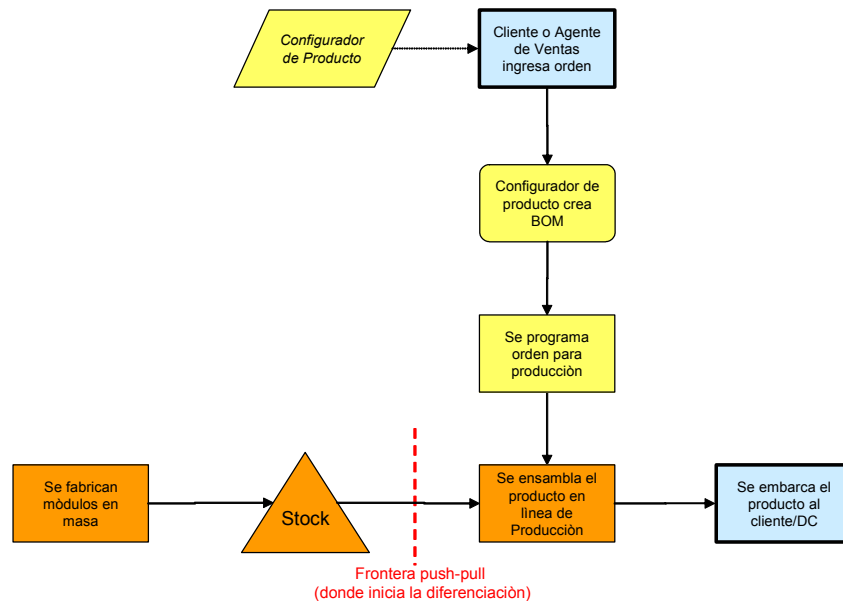 Configurador
de Producto
Cliente o Agente
de Ventas
ingresa orden
Configurador de
producto crea
BOM
Se programa
orden para
producciòn
Se fabrican
mòdulos en
masa
Stock
Se ensambla el
producto en
lìnea de
Producciòn
Se embarca el
producto al
cliente/DC
Frontera push-pull
(donde inicia la diferenciaciòn)